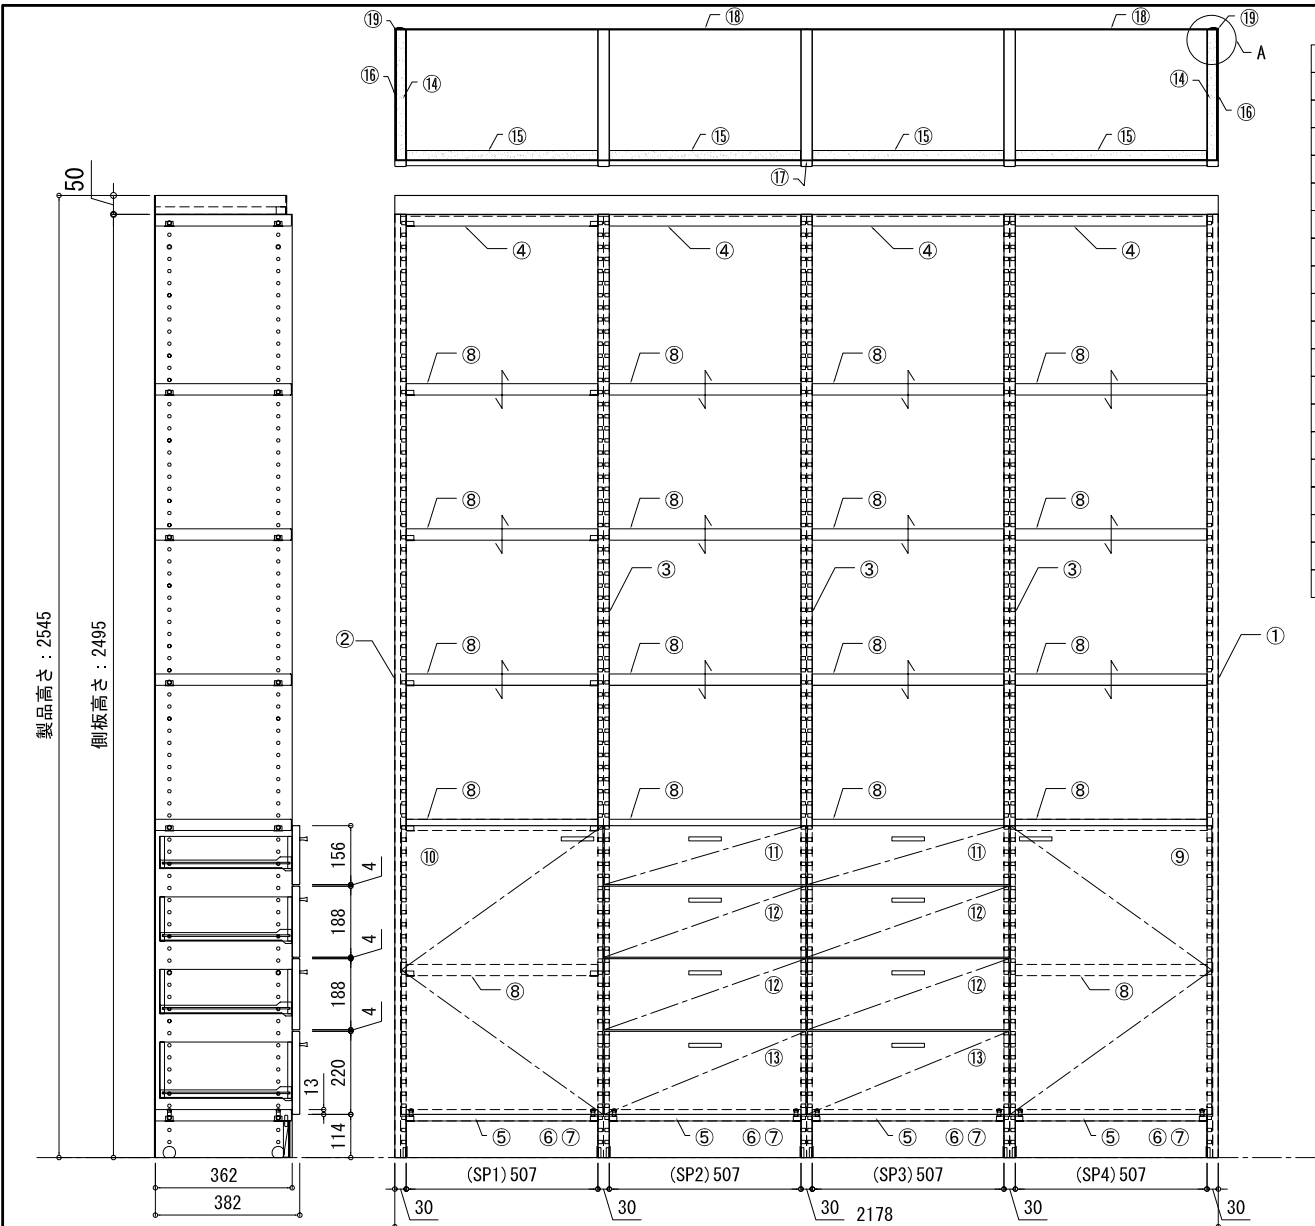 ⑲ ⑱ ⑱ ⑲
A
⑯ ⑭ ⑭ ⑯
⑮ ⑮ ⑮ ⑮
⑰
50
④ ④ ④ ④
⑧ ⑧ ⑧ ⑧
⑧ ⑧ ⑧ ⑧
③ ③ ③
② ①
⑧ ⑧ ⑧ ⑧
製品高さ：2545
側板高さ：2495
⑧ ⑧ ⑧ ⑧
156
4
188
4
188
4
220
13
114
⑩ ⑪ ⑪ ⑨
⑫ ⑫
⑧ ⑫ ⑫ ⑧
⑬ ⑬
⑤ ⑥⑦ ⑤ ⑥⑦ ⑤ ⑥⑦ ⑤ ⑥⑦
362
382
(SP1)507 (SP2)507 (SP3)507 (SP4)507
30 30 30 30 30
2178